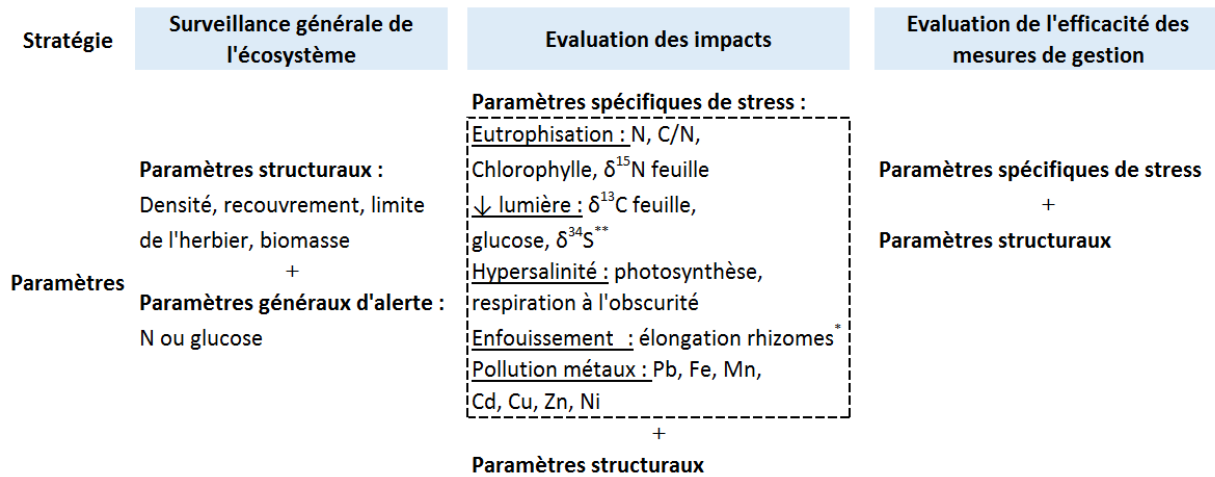 Stratégie
Surveillance générale de
l'écosystème
Evaluation des impacts
Evaluation de l'efficacité des
mesures de gestion
Paramètres
Paramètres structuraux :
Densité, recouvrement, limite
de l'herbier, biomasse
+
Paramètres généraux d'alerte :
N ou glucose
Paramètres spécifiques de stress :
Eutrophisation : N, C/N,
Chlorophylle, δ¹⁵N feuille
↓ lumière : δ¹³C feuille,
glucose, δ³⁴S**
Hypersalinité : photosynthèse,
respiration à l'obscurité
Enfouissement : élongation rhizomes*
Pollution métaux : Pb, Fe, Mn,
Cd, Cu, Zn, Ni
+
Paramètres structuraux
Paramètres spécifiques de stress
+
Paramètres structuraux